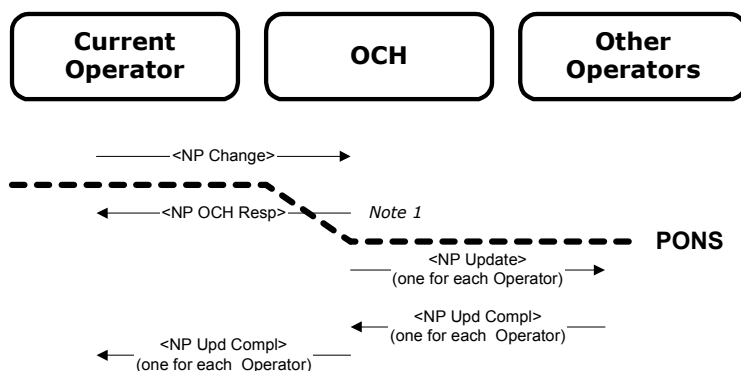 Current
Operator
OCH
Other
Operators
<NP Change>
<NP OCH Resp>
Note 1
PONS
<NP Update>
(one for each Operator)
<NP Upd Compl>
(one for each Operator)
<NP Upd Compl>
(one for each Operator)